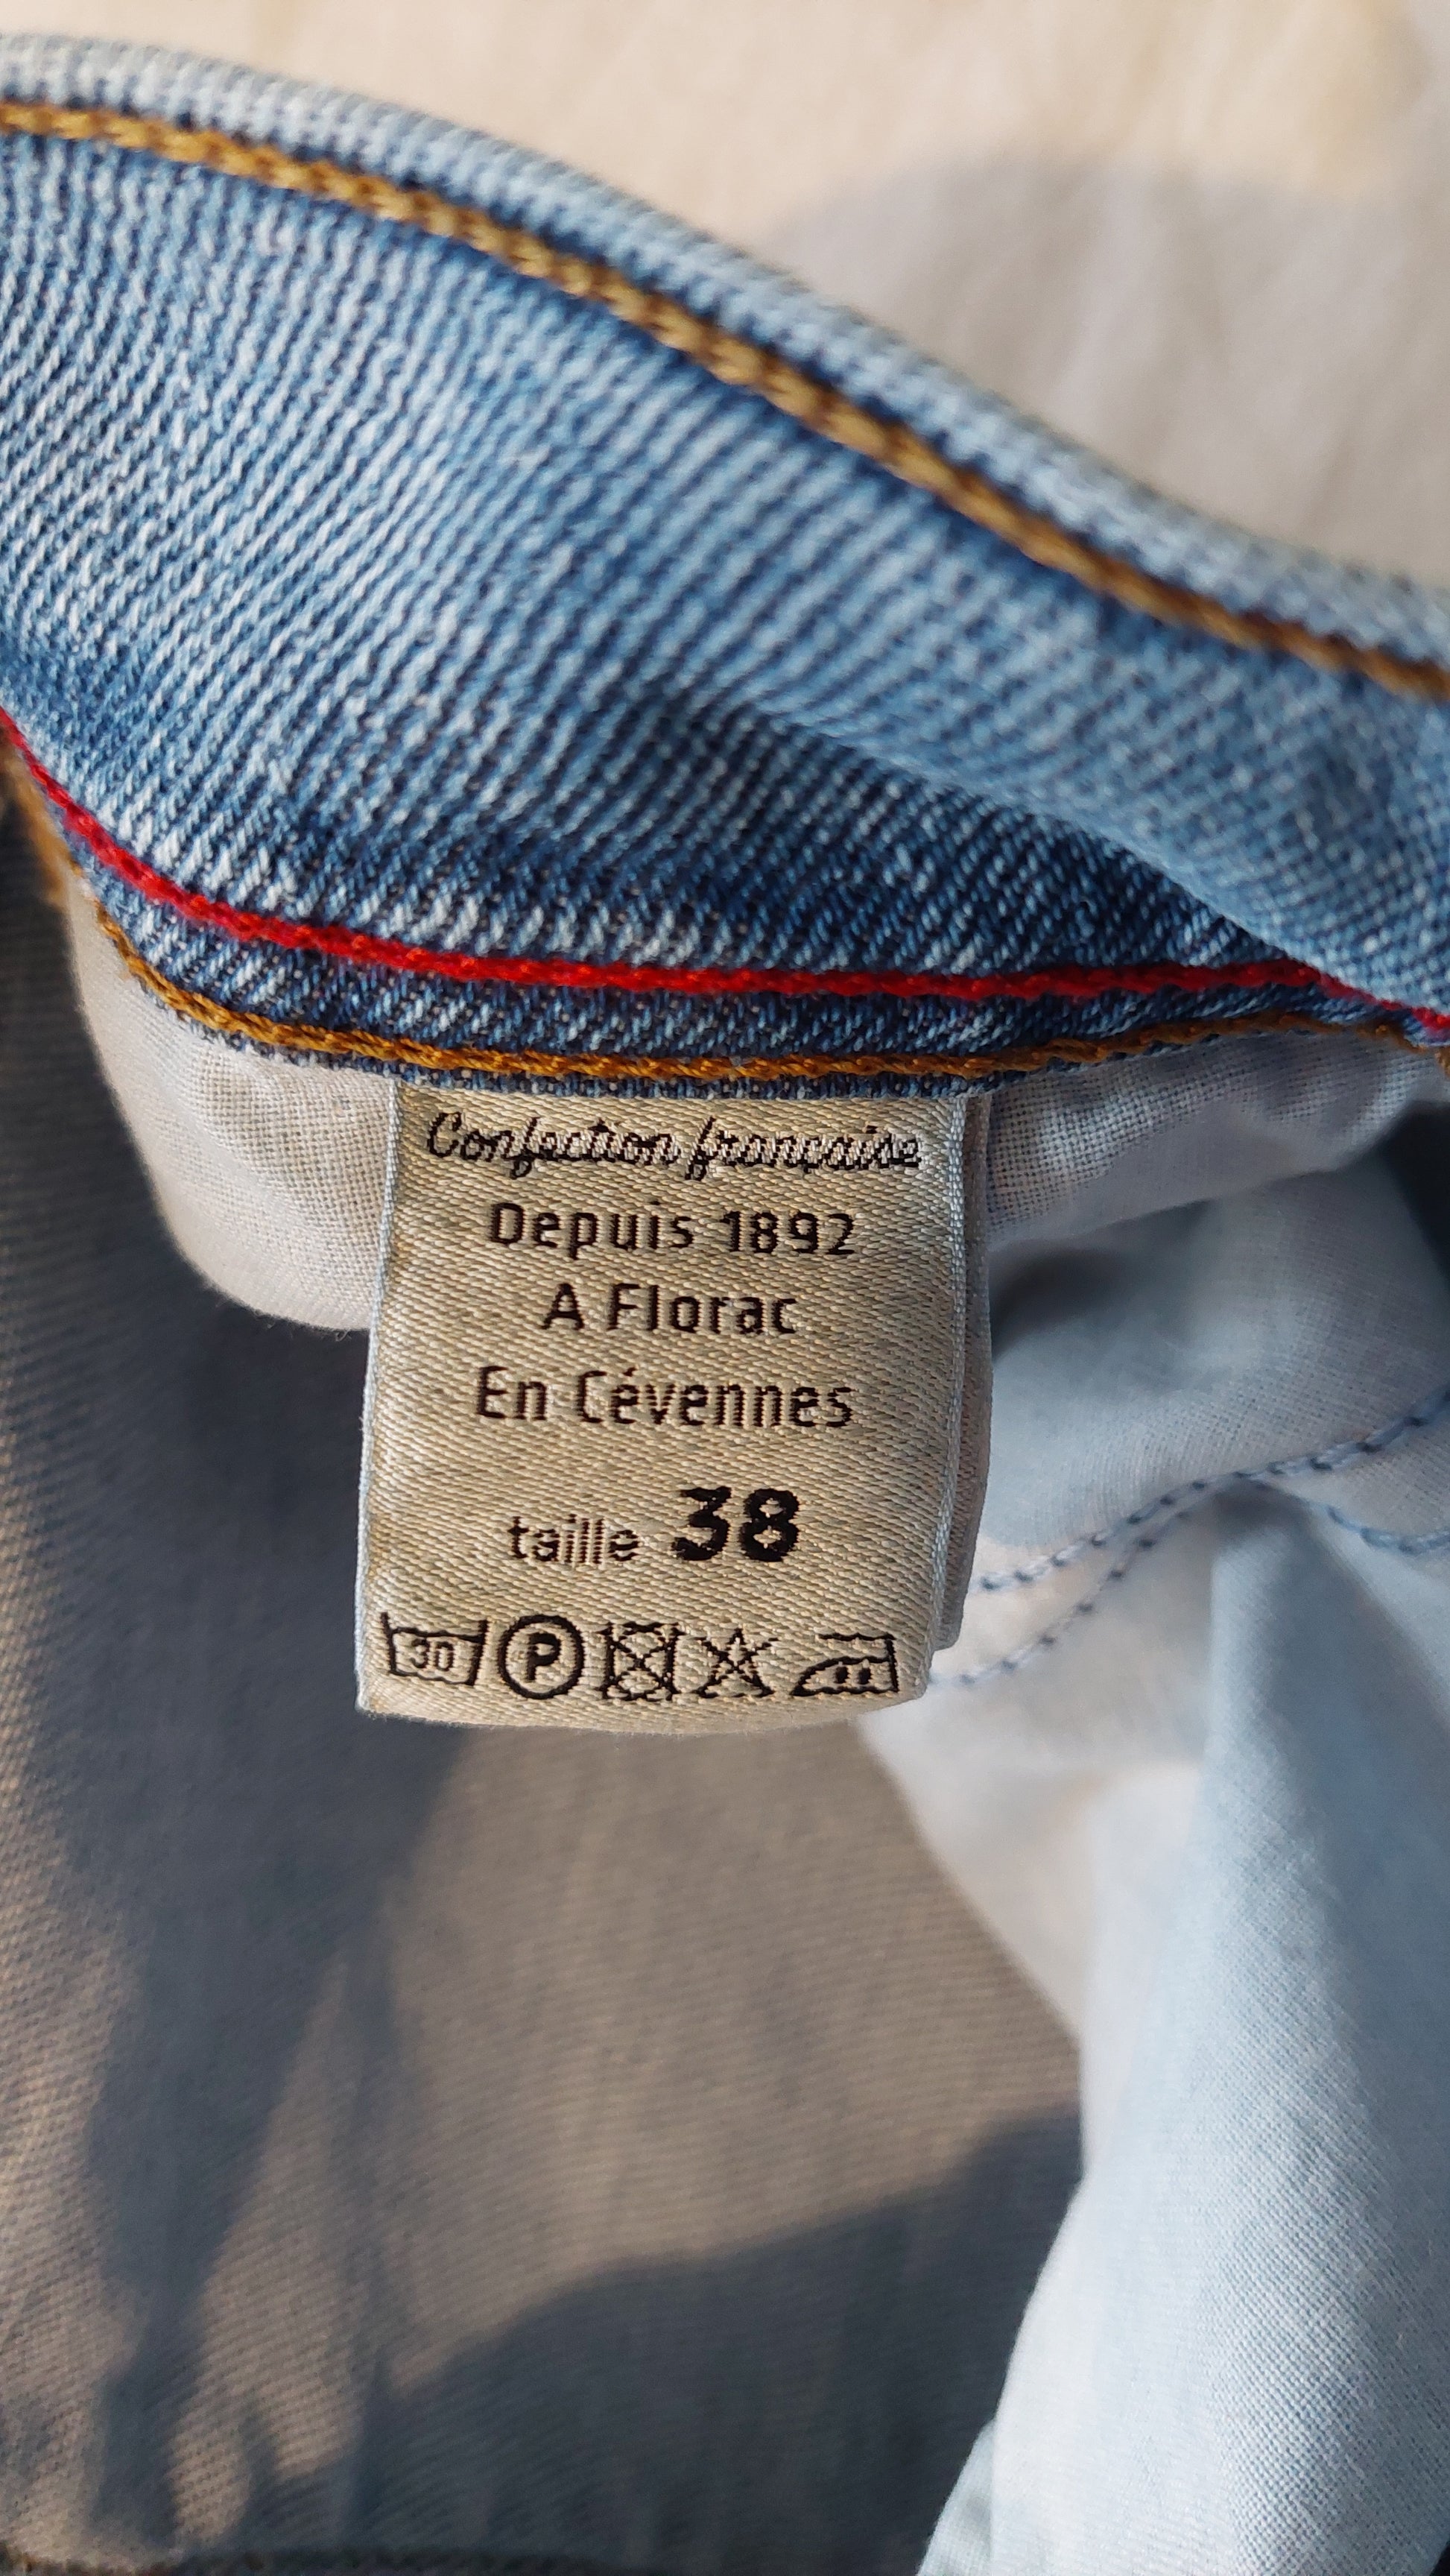 Confection française
Depuis 1892
A Florac
En Cévennes
taille 38
30 P